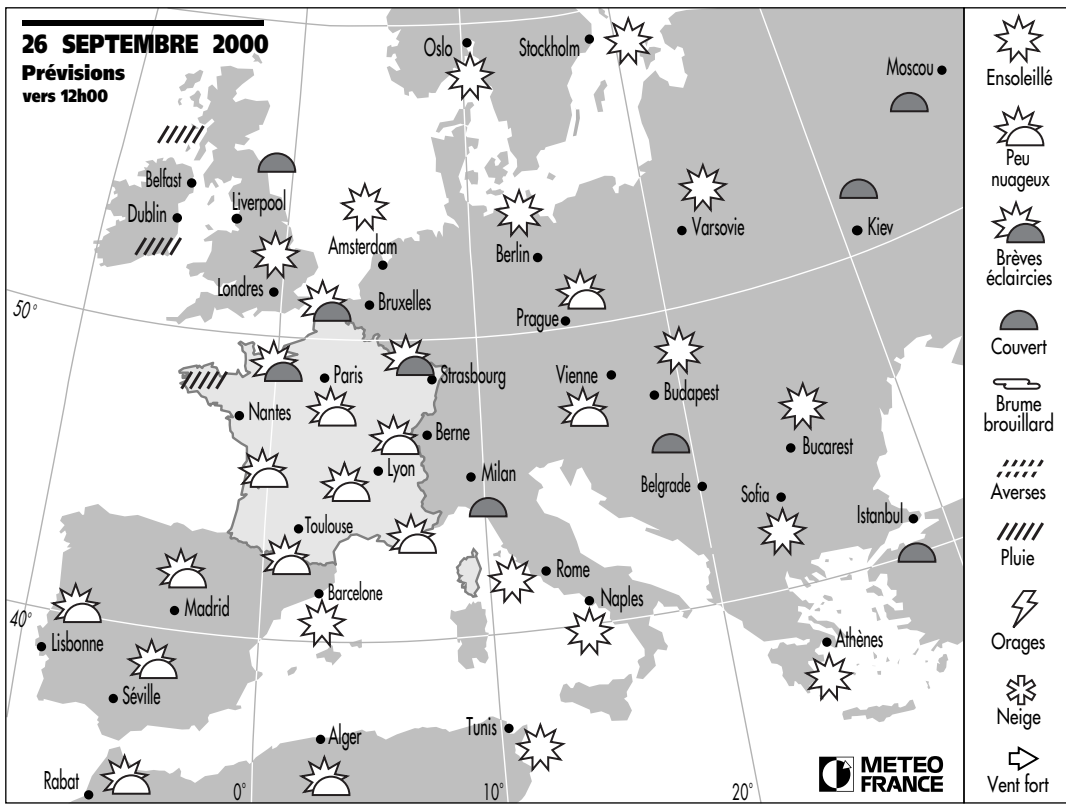 26 SEPTEMBRE 2000
Prévisions
vers 12h00
Oslo
Stockholm
Moscou
Belfast
Dublin
Liverpool
Amsterdam
Berlin
Varsovie
Kiev
Londres
Bruxelles
Prague
50°
Paris
Strasbourg
Vienne
Budapest
Nantes
Berne
Bucarest
Lyon
Milan
Belgrade
Sofia
Istanbul
Toulouse
Rome
Barcelone
Naples
Madrid
40°
Lisbonne
Athènes
Séville
Tunis
Alger
Rabat
0°
10°
20°
METEO
FRANCE
Ensoleillé
Peu
nuageux
Brèves
éclaircies
Couvert
Brume
brouillard
Averses
Pluie
Orages
Neige
Vent fort